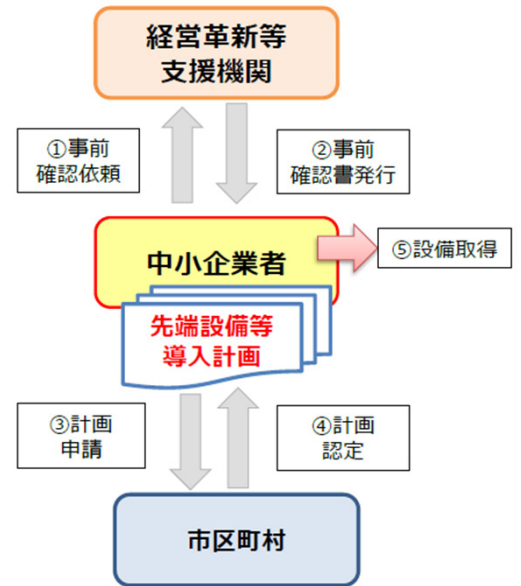 経営革新等
支援機関
①事前
確認依頼
②事前
確認書発行
中小企業者
⑤設備取得
先端設備等
導入計画
③計画
申請
④計画
認定
市区町村